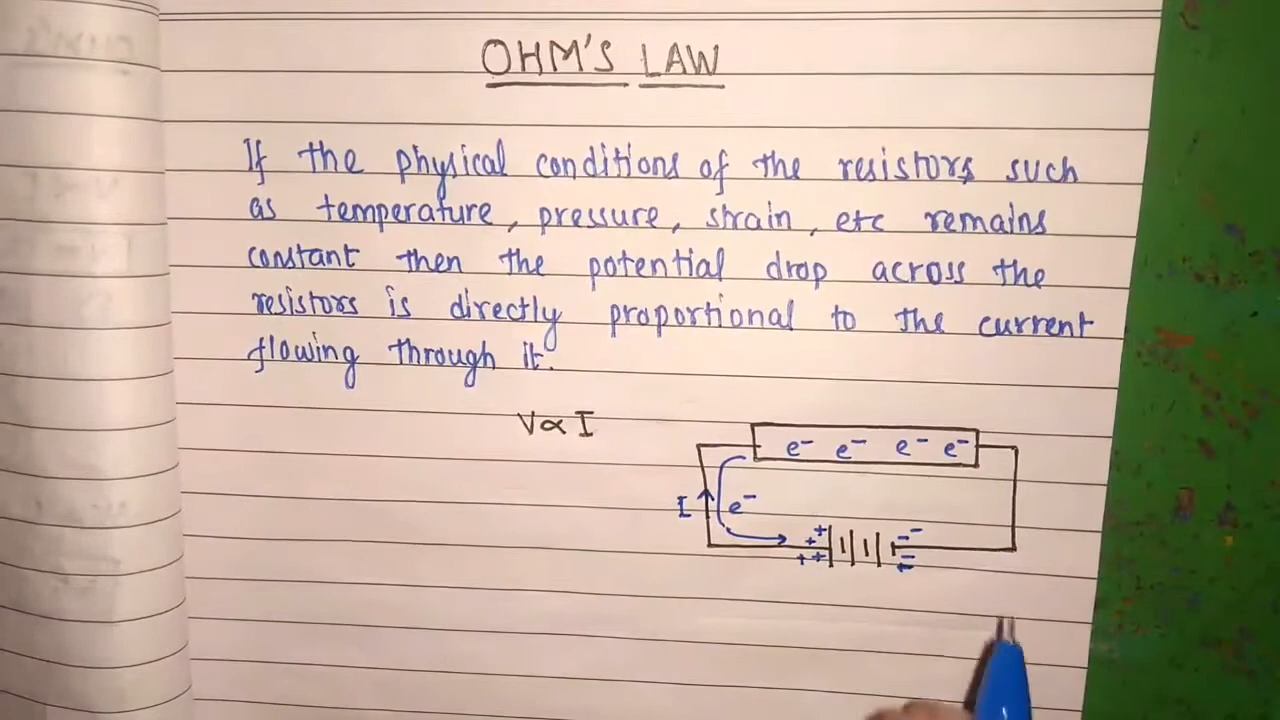 OHM'S LAW
If the physical conditions of the resistors such
as temperature, pressure, strain, etc remains
constant then the potential drop across the
resistors is directly proportional to the current
flowing through it.
V∝I
e⁻ e⁻ e⁻ e⁻
I e⁻
+ + + + − − − −